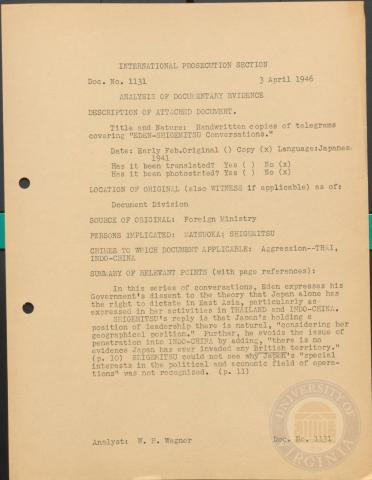 INTERNATIONAL PROSECUTION SECTION
Doc. No. 1131 3 April 1946
ANALYSIS OF DOCUMENTARY EVIDENCE
DESCRIPTION OF ATTACHED DOCUMENT.
Title and Nature: Handwritten copies of telegrams
covering "EDEN-SHIGEMITSU Conversations."
Date: Early Feb. Original () Copy (x) Language: Japanese
1941
Has it been translated? Yes ( ) No (x)
Has it been photostated? Yes ( ) No (x)
LOCATION OF ORIGINAL (also WITNESS if applicable) as of:
Document Division
SOURCE OF ORIGINAL: Foreign Ministry
PERSONS IMPLICATED: MATSUOKA; SHIGEMITSU
CRIMES TO WHICH DOCUMENT APPLICABLE: Aggression--THAI,
INDO-CHINA
SUMMARY OF RELEVANT POINTS (with page references):
In this series of conversations, Eden expresses his
Government's dissent to the theory that Japan alone has
the right to dictate in East Asia, particularly as
expressed in her activities in THAILAND and INDO-CHINA.
SHIGEMITSU's reply is that Japan's holding a
position of leadership there is natural, "considering her
geographical position." Further, he avoids the issue of
penetration into INDO-CHINA by adding, "there is no
evidence Japan has ever invaded any British territory."
(p. 10) SHIGEMITSU could not see why Japan's "special
interests in the political and economic field of opera-
tions" was not recognised. (p. 11)
Analyst: W. H. Wagner Doc. No. 1131
UNIVERSITY OF VIRGINIA